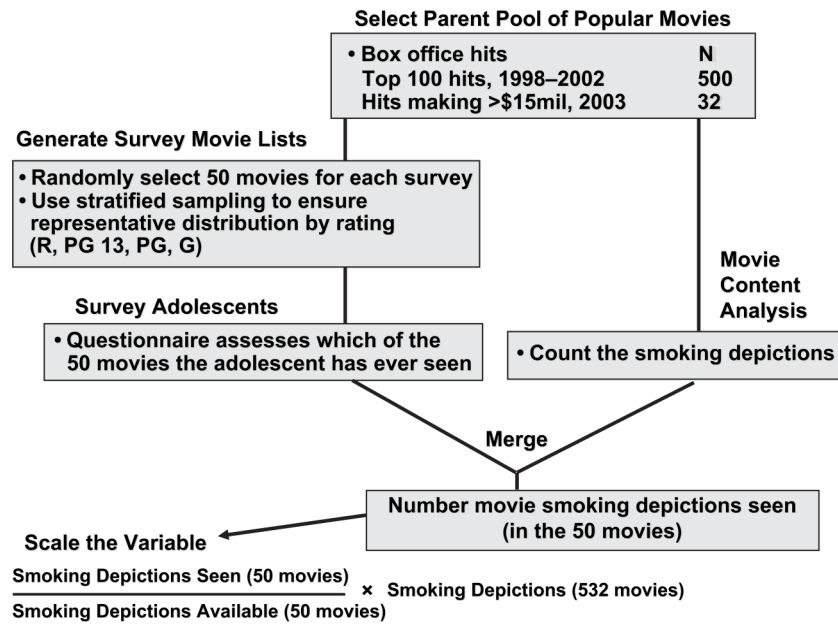 Select Parent Pool of Popular Movies
• Box office hits N
Top 100 hits, 1998–2002 500
Hits making >$15mil, 2003 32
Generate Survey Movie Lists
• Randomly select 50 movies for each survey
• Use stratified sampling to ensure
representative distribution by rating
(R, PG 13, PG, G)
Movie
Content
Analysis
Survey Adolescents
• Questionnaire assesses which of the
50 movies the adolescent has ever seen
• Count the smoking depictions
Merge
Number movie smoking depictions seen
(in the 50 movies)
Scale the Variable
Smoking Depictions Seen (50 movies)
× Smoking Depictions (532 movies)
Smoking Depictions Available (50 movies)